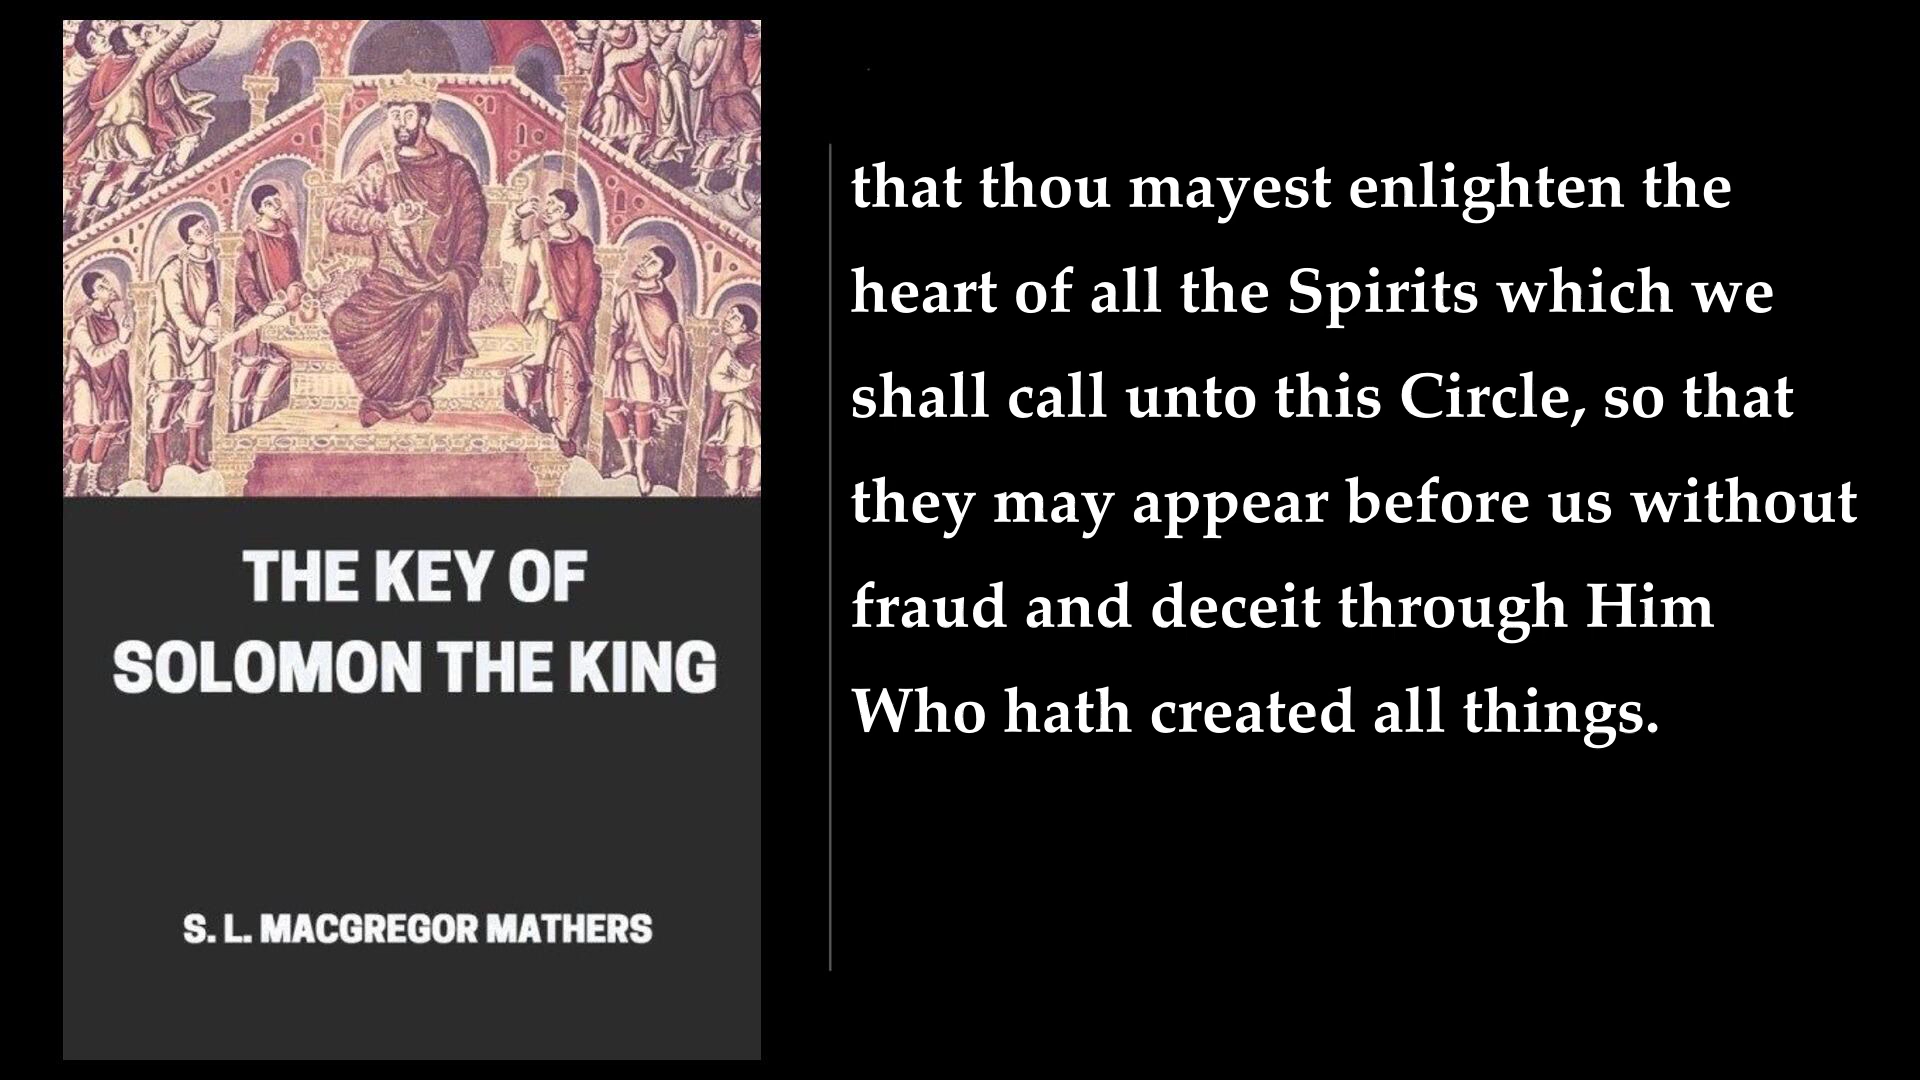 THE KEY OF
SOLOMON THE KING
S. L. MACGREGOR MATHERS
that thou mayest enlighten the
heart of all the Spirits which we
shall call unto this Circle, so that
they may appear before us without
fraud and deceit through Him
Who hath created all things.